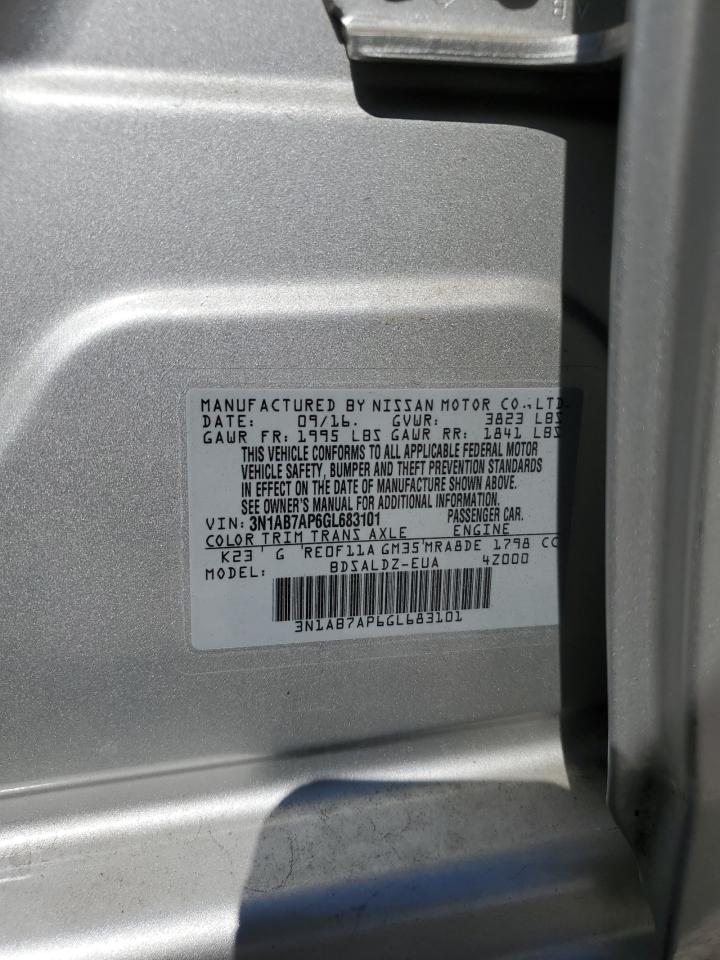 MANUFACTURED BY NISSAN MOTOR CO., LTD.
DATE: 09/16. GVWR: 3823 LBS
GAWR FR: 1995 LBS GAWR RR: 1841 LBS
THIS VEHICLE CONFORMS TO ALL APPLICABLE FEDERAL MOTOR
VEHICLE SAFETY, BUMPER AND THEFT PREVENTION STANDARDS
IN EFFECT ON THE DATE OF MANUFACTURE SHOWN ABOVE.
SEE OWNER'S MANUAL FOR ADDITIONAL INFORMATION.
VIN: 3N1AB7AP6GL683101 PASSENGER CAR.
COLOR TRIM TRANS AXLE ENGINE
K23 ' G ' RE0F11A GM35'MRA8DE 1798 CC
MODEL: BDSALDZ-EUA 4Z000
3N1AB7AP6GL683101